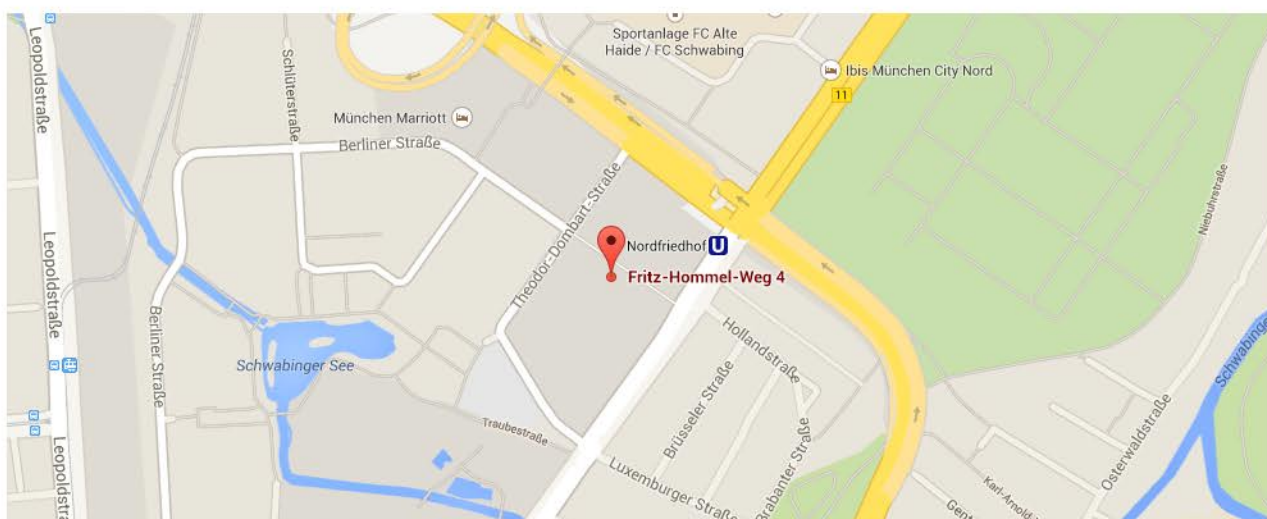 Leopoldstraße
Schlüterstraße
Sportanlage FC Alte
Haide / FC Schwabing
Ibis München City Nord
11
München Marriott
Berliner Straße
Theodor-Dombart-Straße
Niebuhrstraße
Nordfriedhof U
Fritz-Hommel-Weg 4
Leopoldstraße
Berliner Straße
Schwabinger See
Hollandstraße
Brüsseler Straße
Brabanter Straße
Traubestraße
Luxemburger Straße
Osterwaldstraße
Karl-Arnold-
Leopoldstra